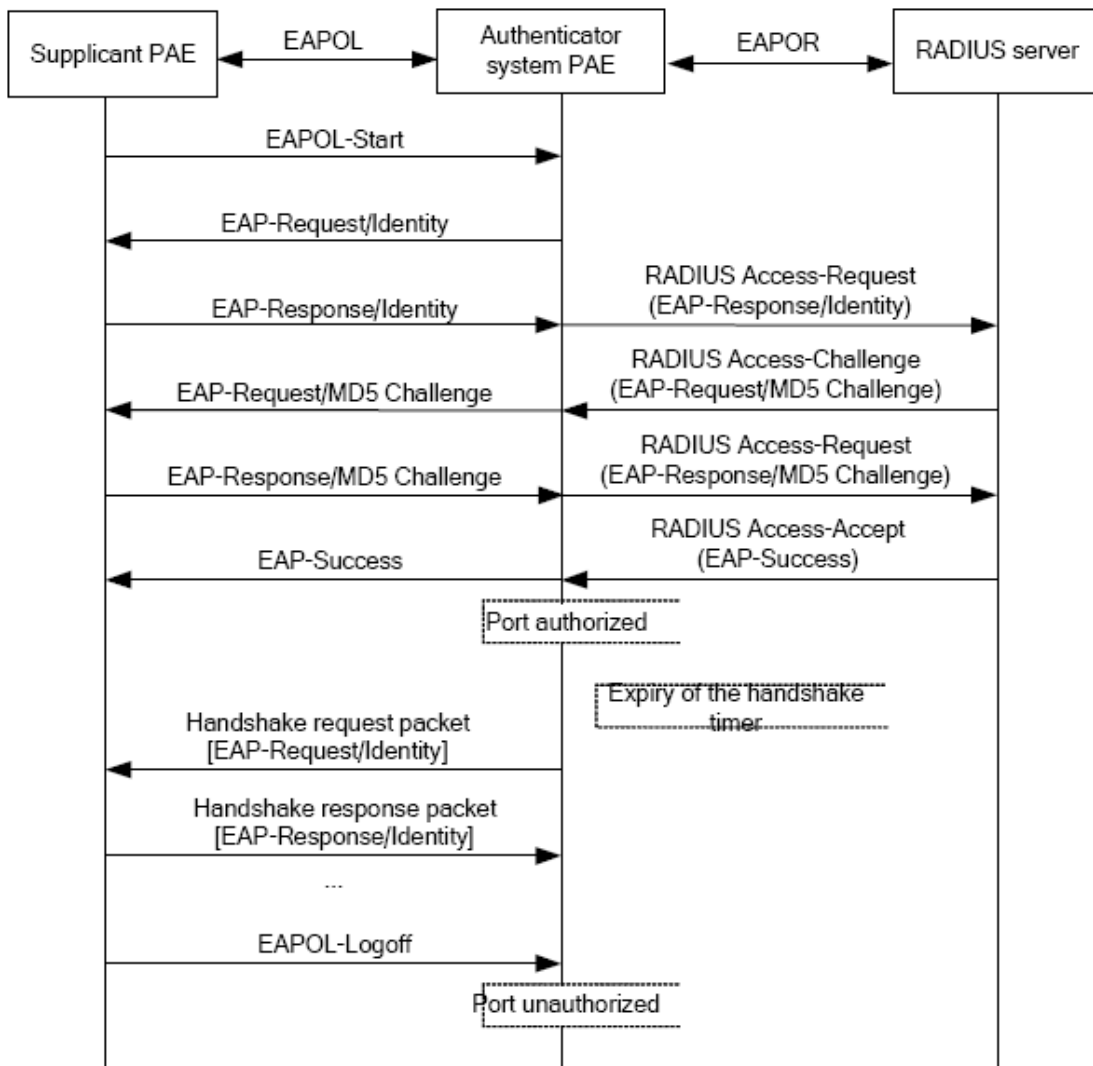 Supplicant PAE
EAPOL
Authenticator
system PAE
EAPOR
RADIUS server
EAPOL-Start
EAP-Request/Identity
RADIUS Access-Request
(EAP-Response/Identity)
EAP-Response/Identity
RADIUS Access-Challenge
(EAP-Request/MD5 Challenge)
EAP-Request/MD5 Challenge
RADIUS Access-Request
(EAP-Response/MD5 Challenge)
EAP-Response/MD5 Challenge
RADIUS Access-Accept
(EAP-Success)
EAP-Success
Port authorized
Expiry of the handshake
timer
Handshake request packet
[EAP-Request/Identity]
Handshake response packet
[EAP-Response/Identity]
...
EAPOL-Logoff
Port unauthorized